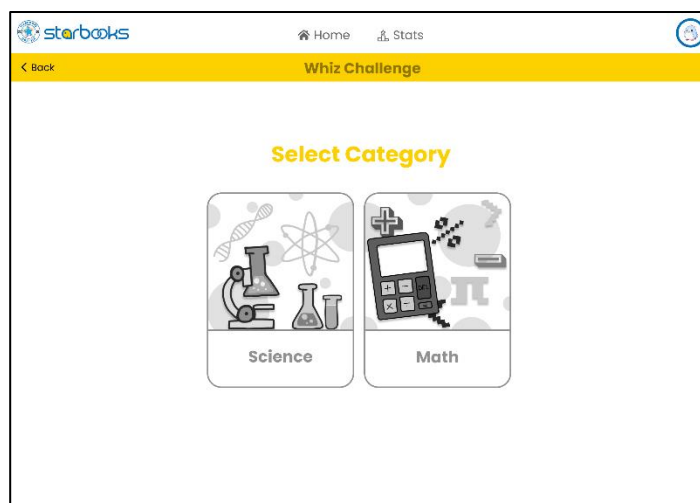 starbooks
Home Stats
< Back Whiz Challenge
Select Category
Science Math